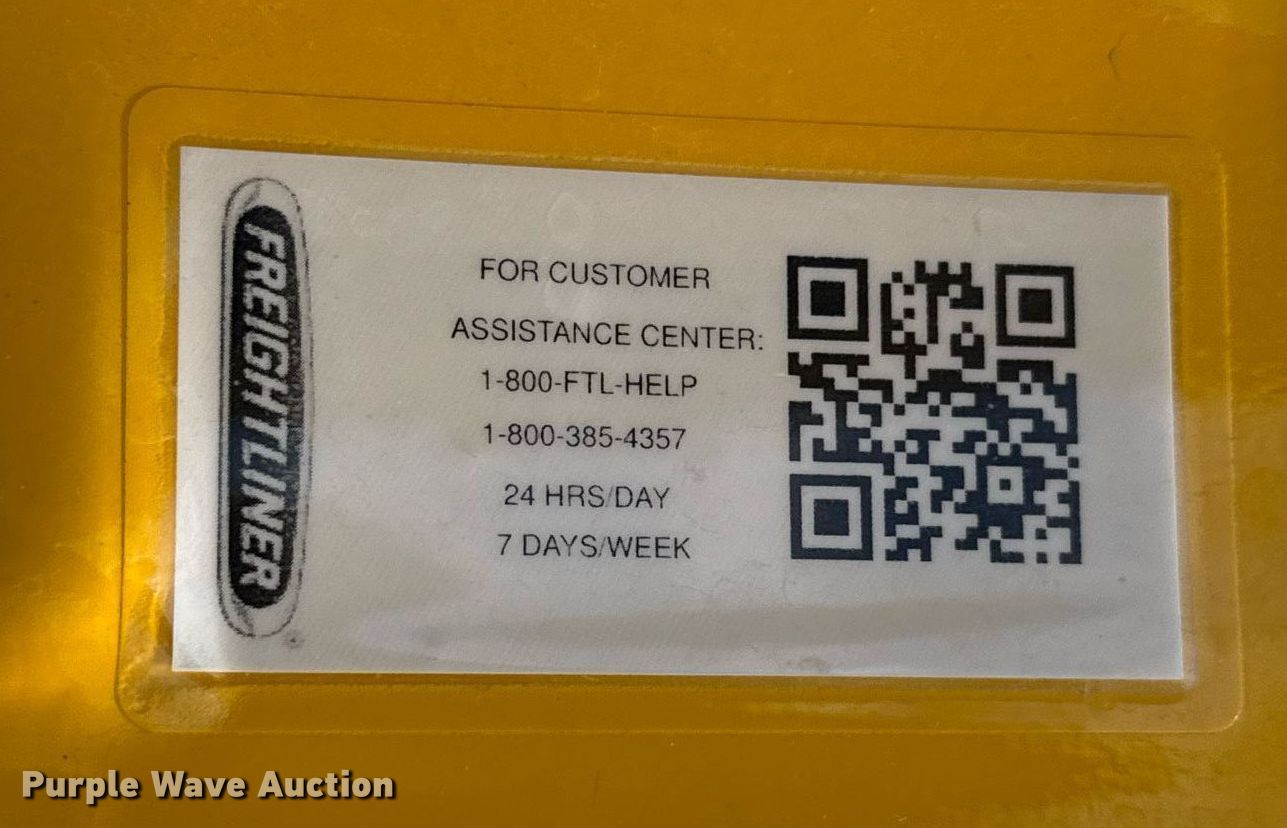 FREIGHTLINER
FOR CUSTOMER
ASSISTANCE CENTER:
1-800-FTL-HELP
1-800-385-4357
24 HRS/DAY
7 DAYS/WEEK
Purple Wave Auction